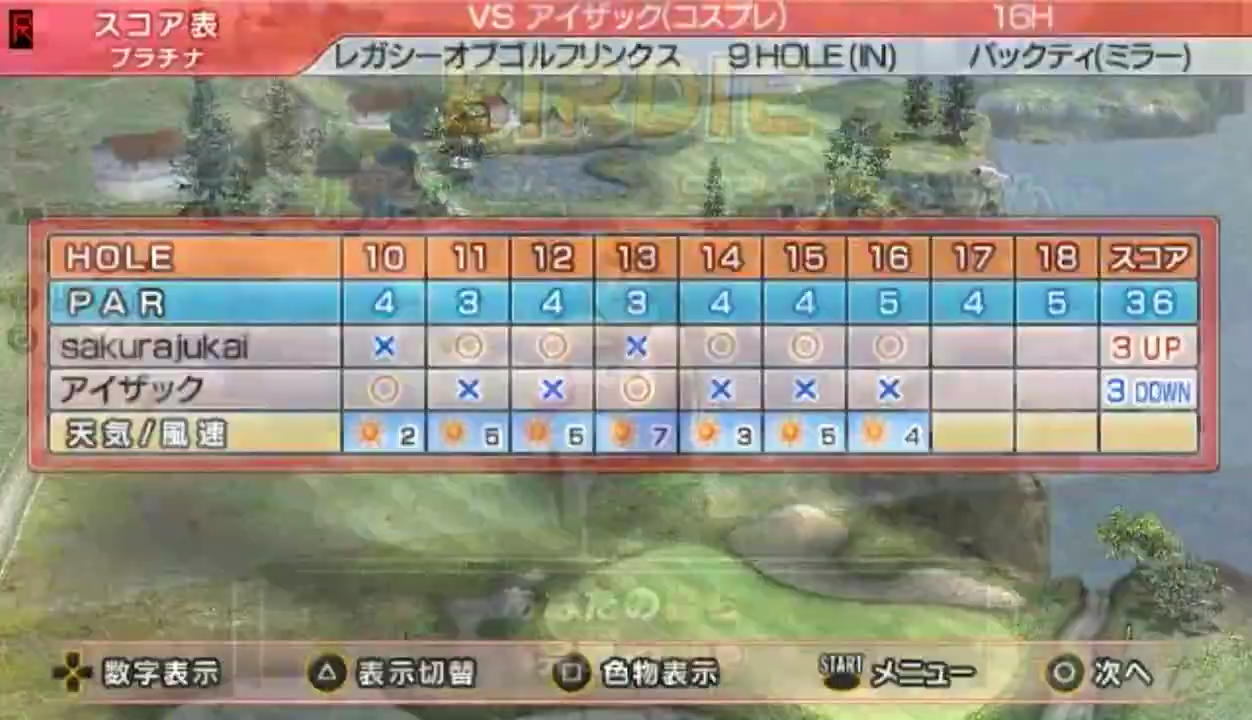 R スコア表 VS アイザック(コスプレ) 16H
プラチナ レガシーオブゴルフリンクス 9 HOLE (IN) バックティ(ミラー)
BIRDIE
HOLE 10 11 12 13 14 15 16 17 18 スコア
PAR 4 3 4 3 4 4 5 4 5 36
sakurajukai × ◎ ◎ × ◎ ◎ ◎ 3 UP
アイザック ◎ × × ◎ × × × 3 DOWN
天気/風速 2 5 5 7 3 5 4
数字表示 △ 表示切替 □ 色物表示 START メニュー ○ 次へ